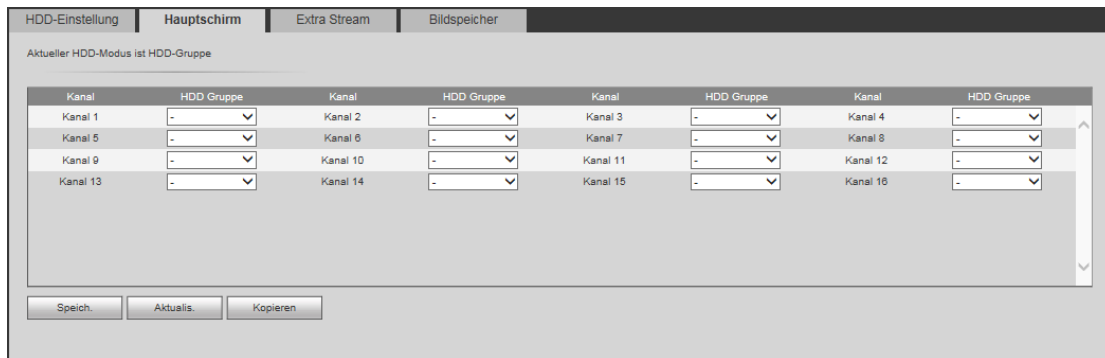 HDD-Einstellung Hauptschirm Extra Stream Bildspeicher
Aktueller HDD-Modus ist HDD-Gruppe
Kanal HDD Gruppe Kanal HDD Gruppe Kanal HDD Gruppe Kanal HDD Gruppe
Kanal 1 - Kanal 2 - Kanal 3 - Kanal 4 -
Kanal 5 - Kanal 6 - Kanal 7 - Kanal 8 -
Kanal 9 - Kanal 10 - Kanal 11 - Kanal 12 -
Kanal 13 - Kanal 14 - Kanal 15 - Kanal 16 -
Speich. Aktualis. Kopieren